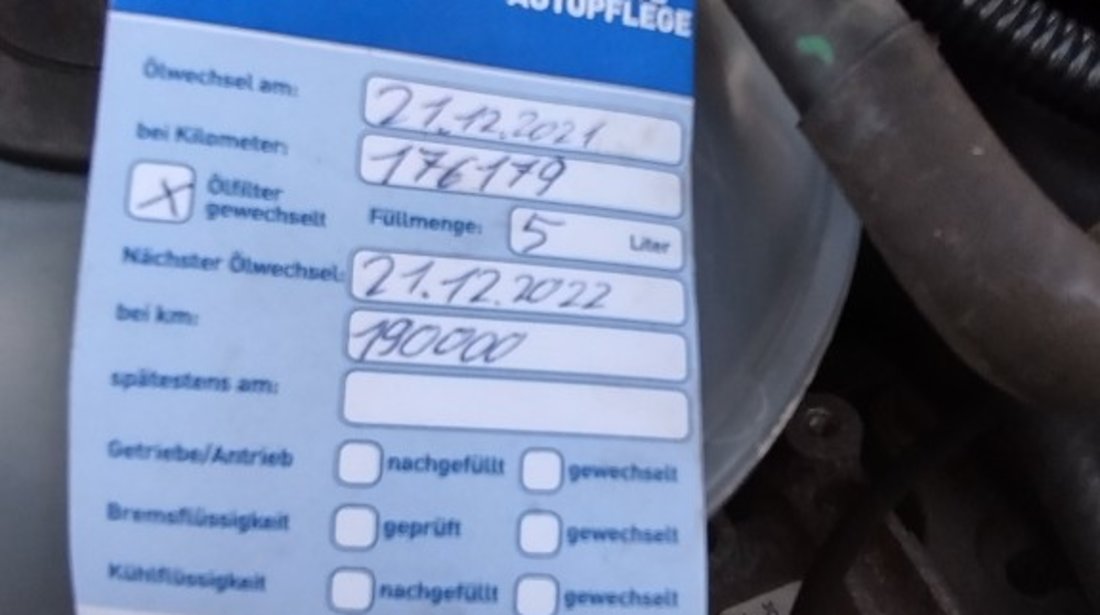 AUTOPFLEGE
Ölwechsel am: 21.12.2021
bei Kilometer: 176179
X Ölfilter gewechselt Füllmenge: 5 Liter
Nächster Ölwechsel: 21.12.2022
bei km: 190000
spätestens am:
Getriebe/Antrieb nachgefüllt gewechselt
Bremsflüssigkeit geprüft gewechselt
Kühlflüssigkeit nachgefüllt gewechselt